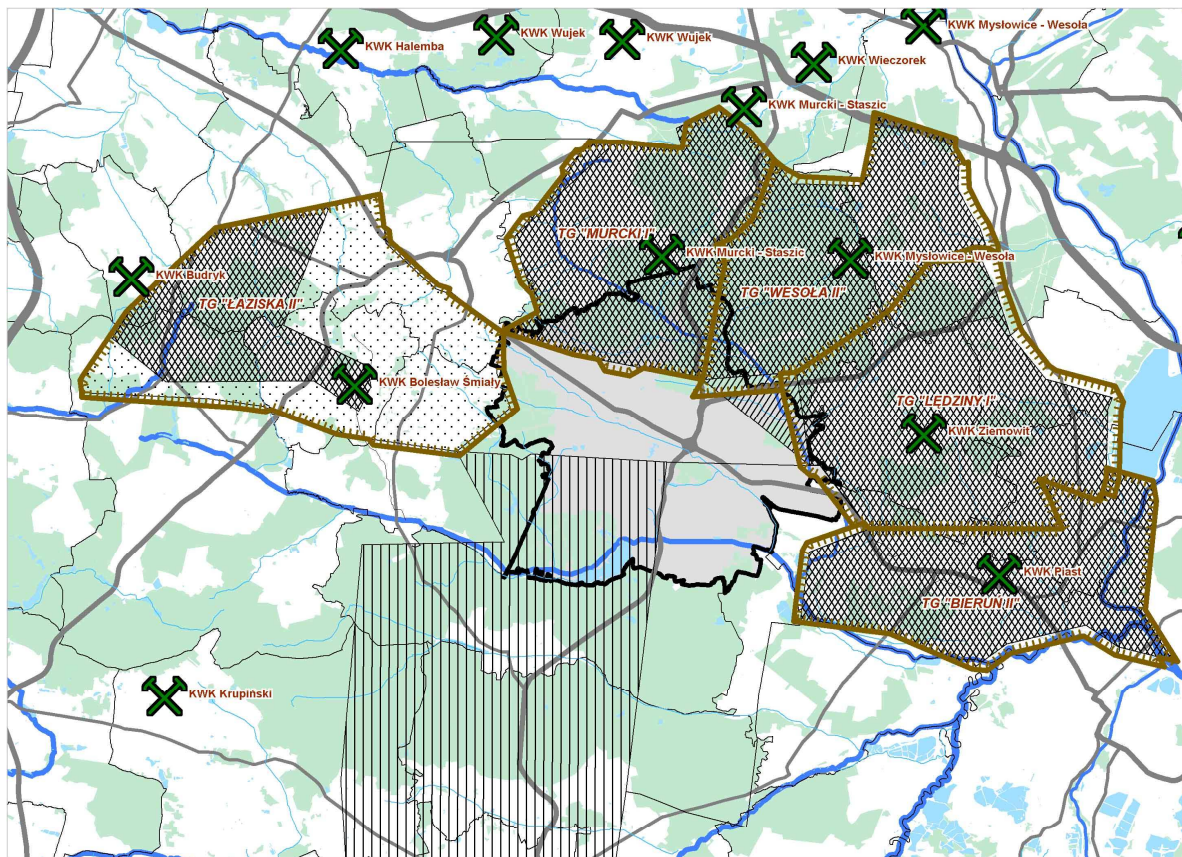 KWK Mysłowice - Wesoła
KWK Wujek
KWK Wujek
KWK Halemba
KWK Wieczorek
KWK Murcki - Staszic
TG "MURCKI I"
KWK Murcki - Staszic
KWK Mysłowice - Wesoła
KWK Budryk
TG "WESOŁA II"
TG "ŁAZISKA II"
KWK Bolesław Śmiały
TG "LĘDZINY I"
KWK Ziemowit
KWK Piast
TG "BIERUŃ II"
KWK Krupiński